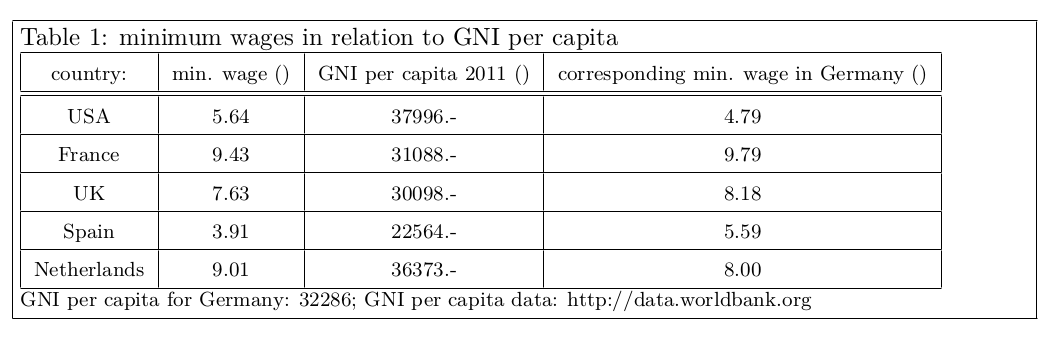 Table 1: minimum wages in relation to GNI per capita
country: min. wage () GNI per capita 2011 () corresponding min. wage in Germany ()
USA 5.64 37996.- 4.79
France 9.43 31088.- 9.79
UK 7.63 30098.- 8.18
Spain 3.91 22564.- 5.59
Netherlands 9.01 36373.- 8.00
GNI per capita for Germany: 32286; GNI per capita data: http://data.worldbank.org